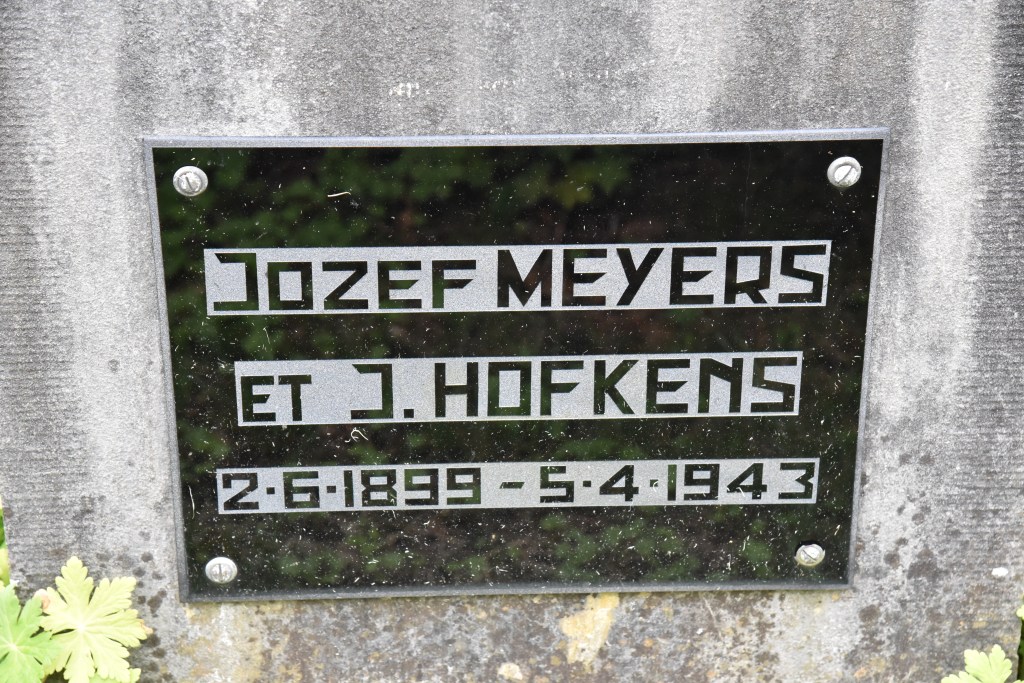 JOZEF MEYERS
ET J. HOFKENS
2·6·1899 - 5·4·1943